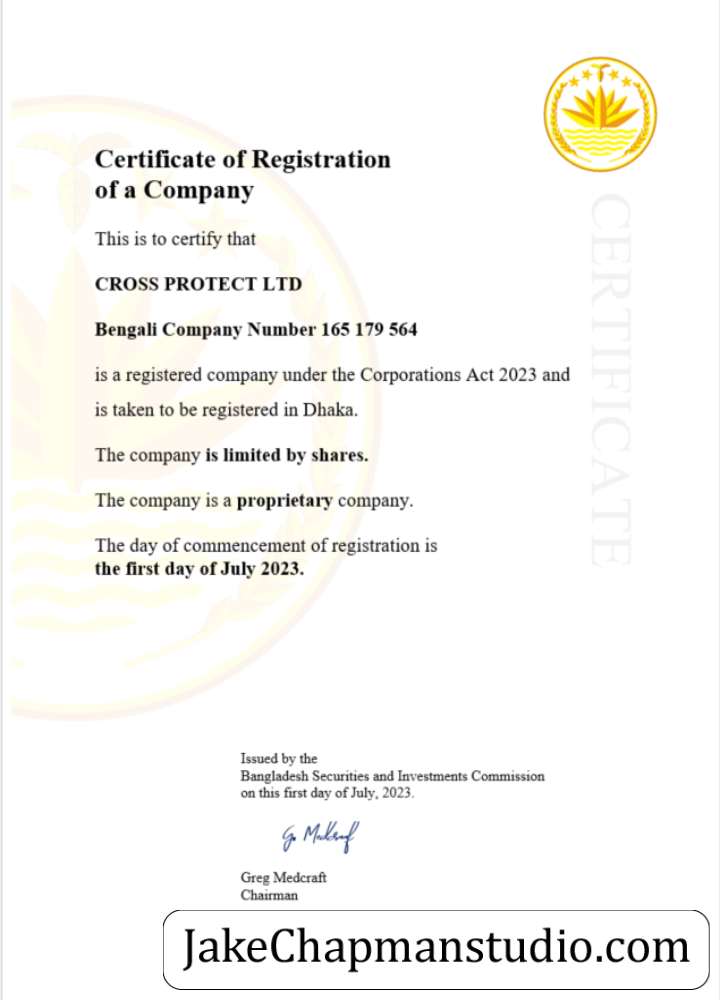 Certificate of Registration
of a Company
This is to certify that
CROSS PROTECT LTD
Bengali Company Number 165 179 564
is a registered company under the Corporations Act 2023 and
is taken to be registered in Dhaka.
The company is limited by shares.
The company is a proprietary company.
The day of commencement of registration is
the first day of July 2023.
CERTIFICATE
Issued by the
Bangladesh Securities and Investments Commission
on this first day of July, 2023.
Greg Medcraft
Chairman
JakeChapmanstudio.com